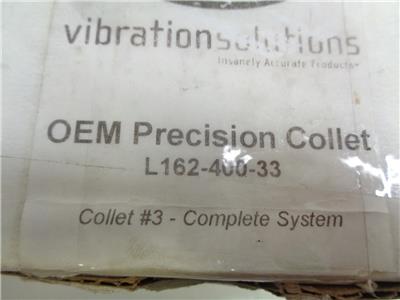 vibrationsolutions
Insanely Accurate Products
OEM Precision Collet
L162-400-33
Collet #3 - Complete System